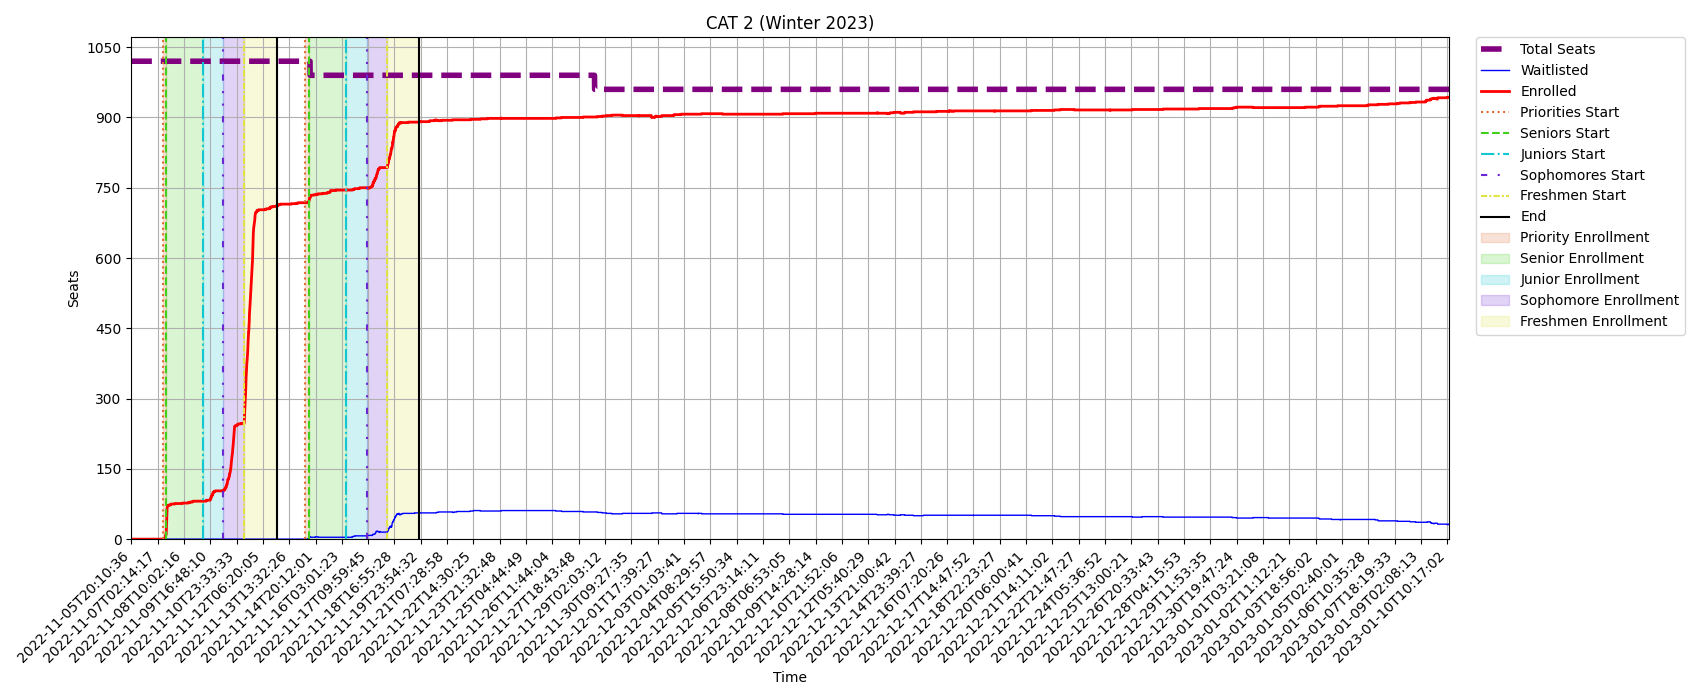 CAT 2 (Winter 2023)
Seats
1050
900
750
600
450
300
150
0
2022-11-05T20:10:36
2022-11-07T02:14:17
2022-11-08T10:02:16
2022-11-09T16:48:10
2022-11-10T23:33:33
2022-11-12T06:20:05
2022-11-13T13:32:26
2022-11-14T20:12:01
2022-11-16T03:01:23
2022-11-17T09:59:45
2022-11-18T16:55:28
2022-11-19T23:54:32
2022-11-21T07:28:58
2022-11-22T14:30:25
2022-11-23T21:32:48
2022-11-25T04:44:49
2022-11-26T11:44:04
2022-11-27T18:43:48
2022-11-29T02:03:12
2022-11-30T09:27:35
2022-12-01T17:39:27
2022-12-03T01:03:41
2022-12-04T08:29:57
2022-12-05T15:50:34
2022-12-06T23:14:11
2022-12-08T06:53:05
2022-12-09T14:28:14
2022-12-10T21:52:06
2022-12-12T05:40:29
2022-12-13T21:00:42
2022-12-14T23:39:27
2022-12-16T07:20:26
2022-12-17T14:47:52
2022-12-18T22:23:27
2022-12-20T06:00:41
2022-12-21T14:11:02
2022-12-22T21:47:27
2022-12-24T05:36:52
2022-12-25T13:00:21
2022-12-26T20:33:43
2022-12-28T04:15:53
2022-12-29T11:53:35
2022-12-30T19:47:24
2023-01-01T03:21:08
2023-01-02T11:12:21
2023-01-03T18:56:02
2023-01-05T02:40:01
2023-01-06T10:35:28
2023-01-07T18:19:33
2023-01-09T02:08:13
2023-01-10T10:17:02
Time
Total Seats
Waitlisted
Enrolled
Priorities Start
Seniors Start
Juniors Start
Sophomores Start
Freshmen Start
End
Priority Enrollment
Senior Enrollment
Junior Enrollment
Sophomore Enrollment
Freshmen Enrollment